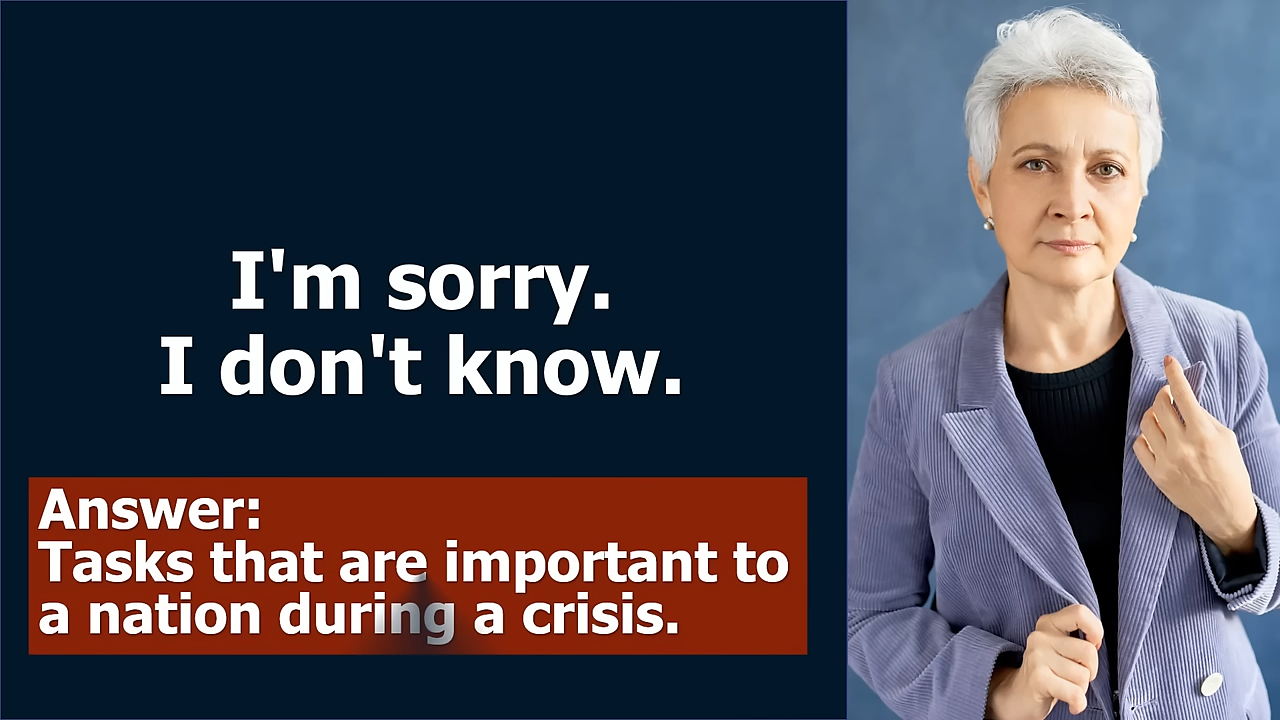 I'm sorry.
I don't know.
Answer:
Tasks that are important to
a nation during a crisis.